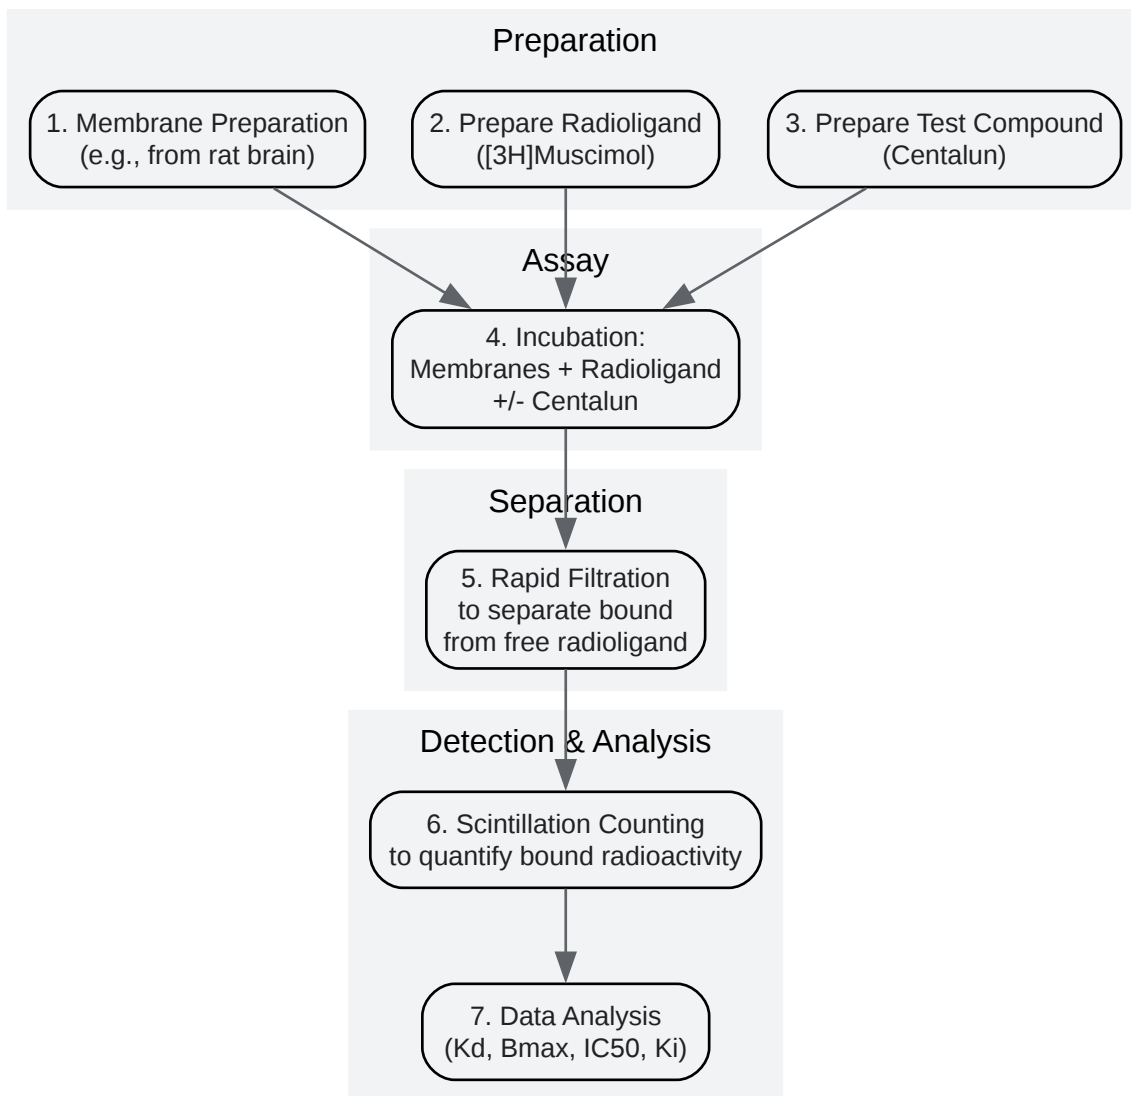 Preparation
1. Membrane Preparation
(e.g., from rat brain)
2. Prepare Radioligand
([3H]Muscimol)
3. Prepare Test Compound
(Centalun)
Assay
4. Incubation:
Membranes + Radioligand
+/- Centalun
Separation
5. Rapid Filtration
to separate bound
from free radioligand
Detection & Analysis
6. Scintillation Counting
to quantify bound radioactivity
7. Data Analysis
(Kd, Bmax, IC50, Ki)